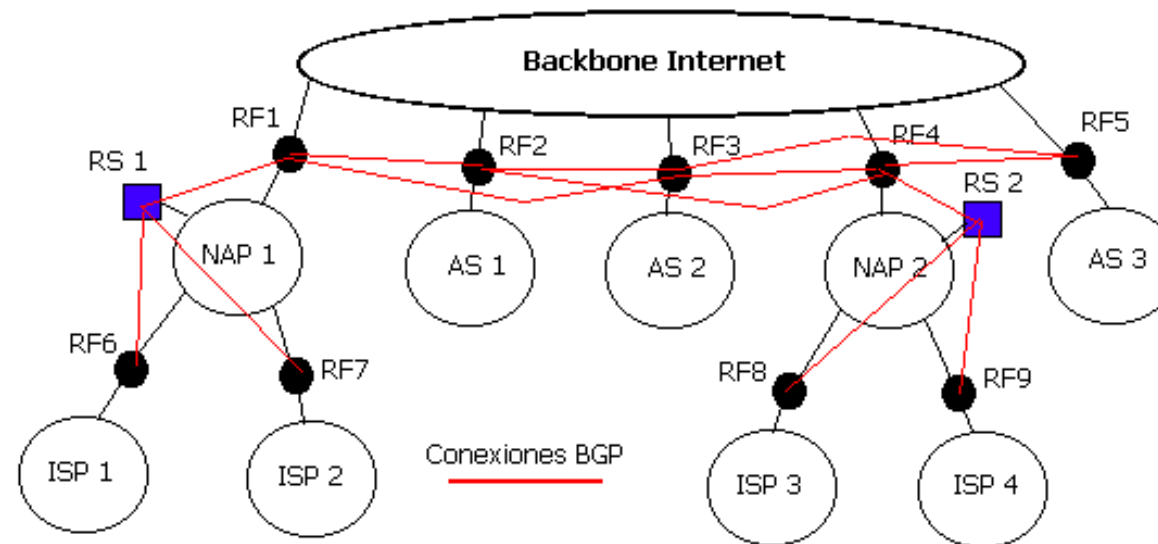 Backbone Internet
RF1
RF2
RF3
RF4
RF5
RS 1
RS 2
NAP 1
AS 1
AS 2
NAP 2
AS 3
RF6
RF7
RF8
RF9
Conexiones BGP
ISP 1
ISP 2
ISP 3
ISP 4